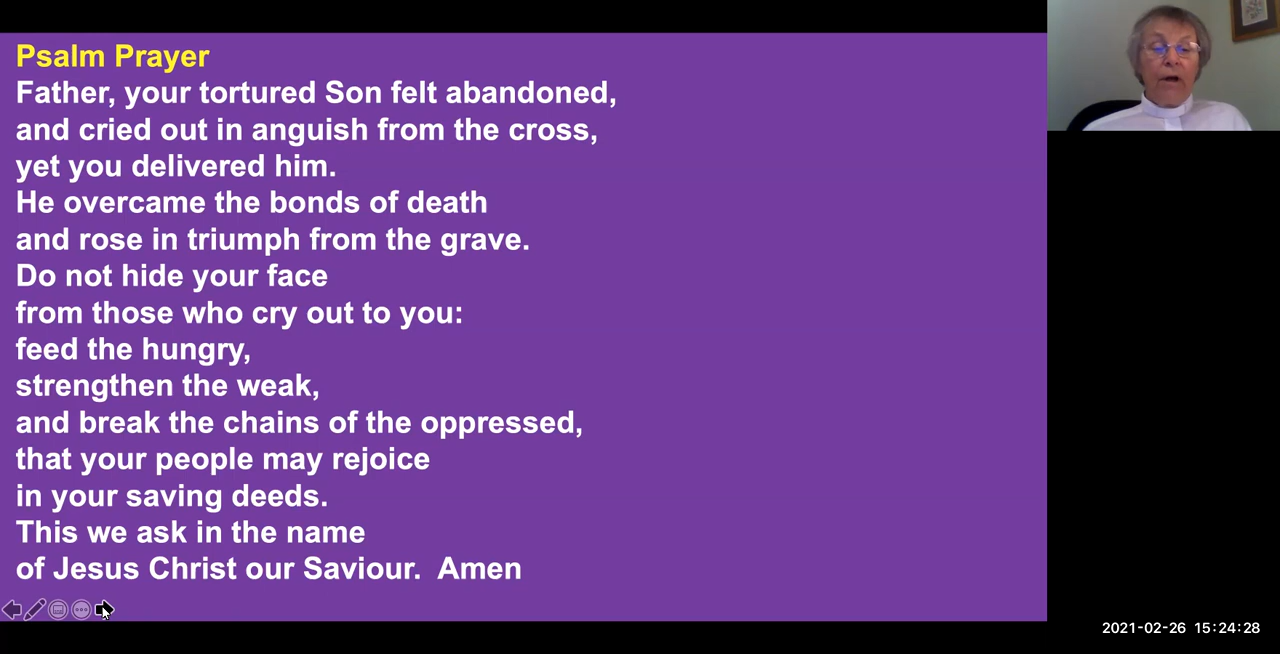 Psalm Prayer
Father, your tortured Son felt abandoned,
and cried out in anguish from the cross,
yet you delivered him.
He overcame the bonds of death
and rose in triumph from the grave.
Do not hide your face
from those who cry out to you:
feed the hungry,
strengthen the weak,
and break the chains of the oppressed,
that your people may rejoice
in your saving deeds.
This we ask in the name
of Jesus Christ our Saviour.  Amen
2021-02-26 15:24:28